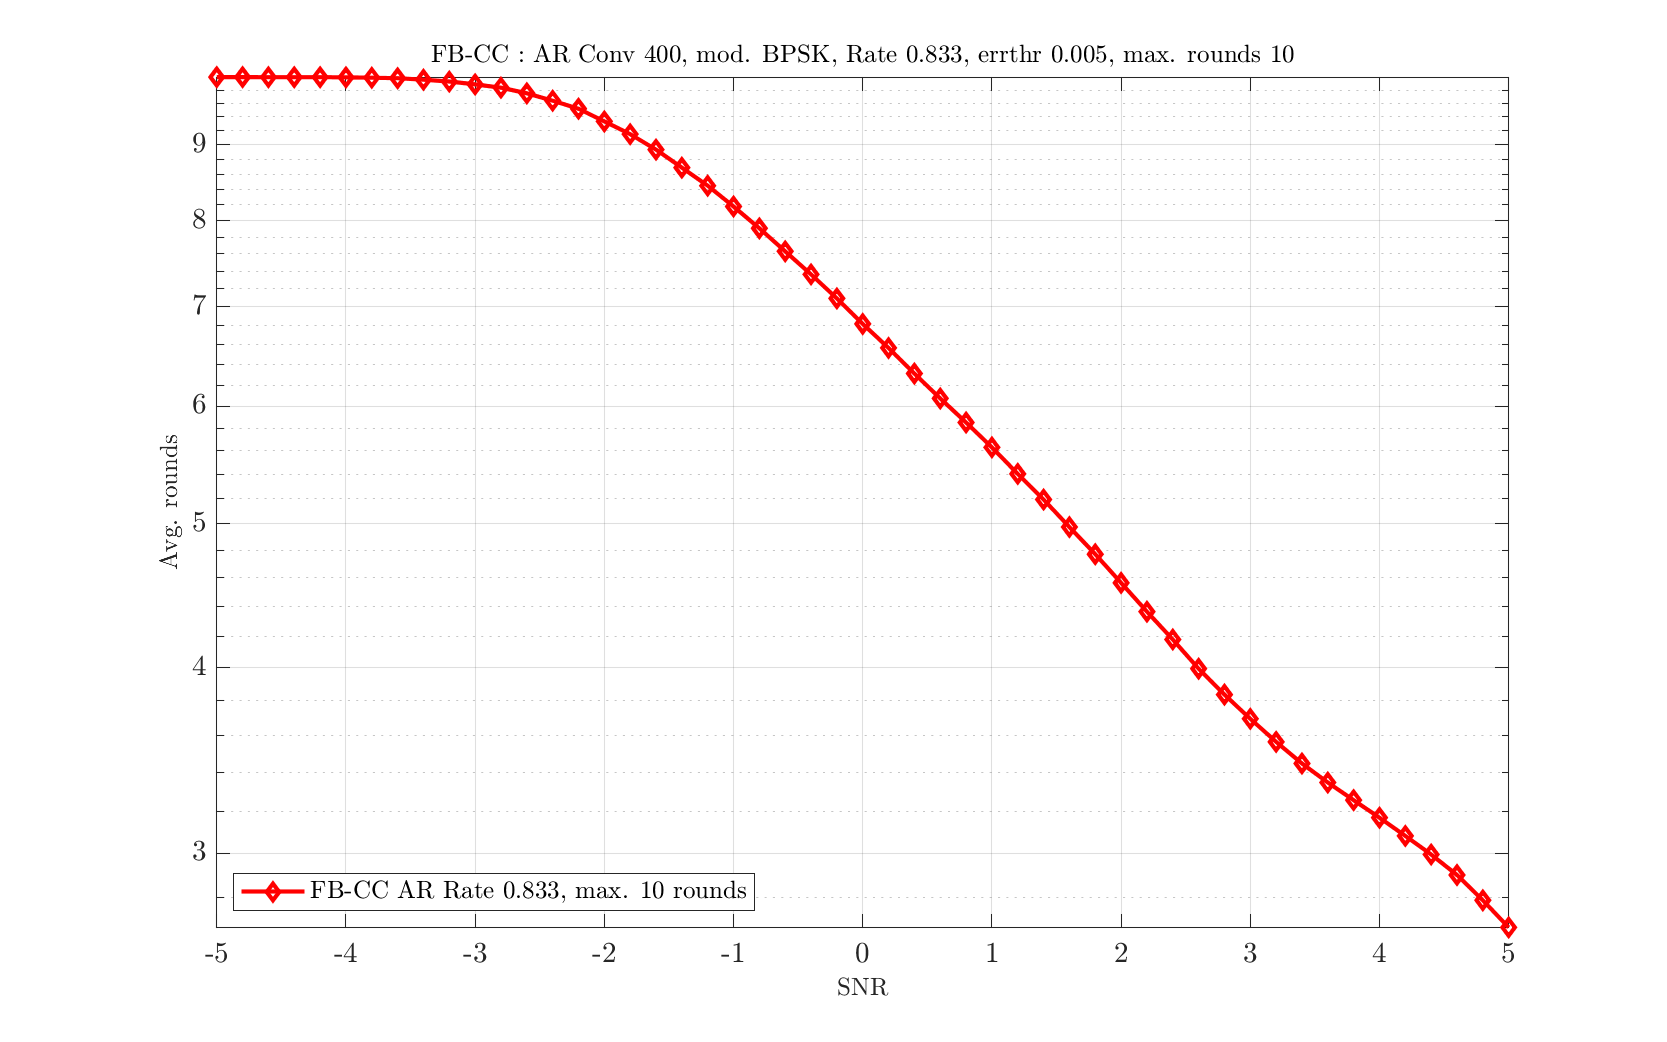 FB-CC : AR Conv 400, mod. BPSK, Rate 0.833, errthr 0.005, max. rounds 10
9
8
7
6
5
4
3
Avg. rounds
FB-CC AR Rate 0.833, max. 10 rounds
-5 -4 -3 -2 -1 0 1 2 3 4 5
SNR